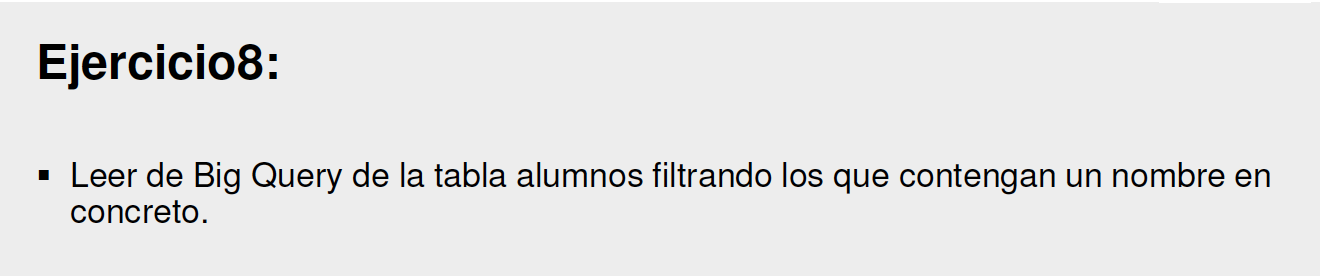 Ejercicio8:
▪ Leer de Big Query de la tabla alumnos filtrando los que contengan un nombre en
concreto.